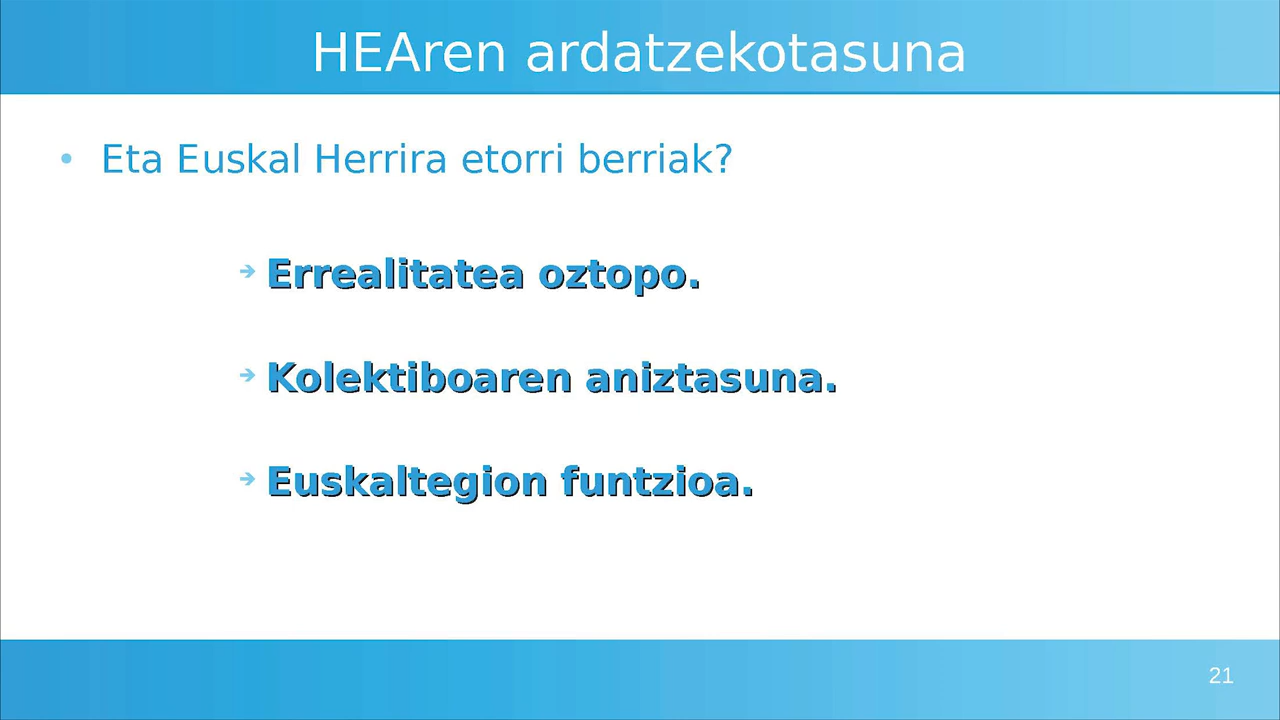 HEAren ardatzekotasuna
• Eta Euskal Herrira etorri berriak?
➔ Errealitatea oztopo.
➔ Kolektiboaren aniztasuna.
➔ Euskaltegion funtzioa.
21